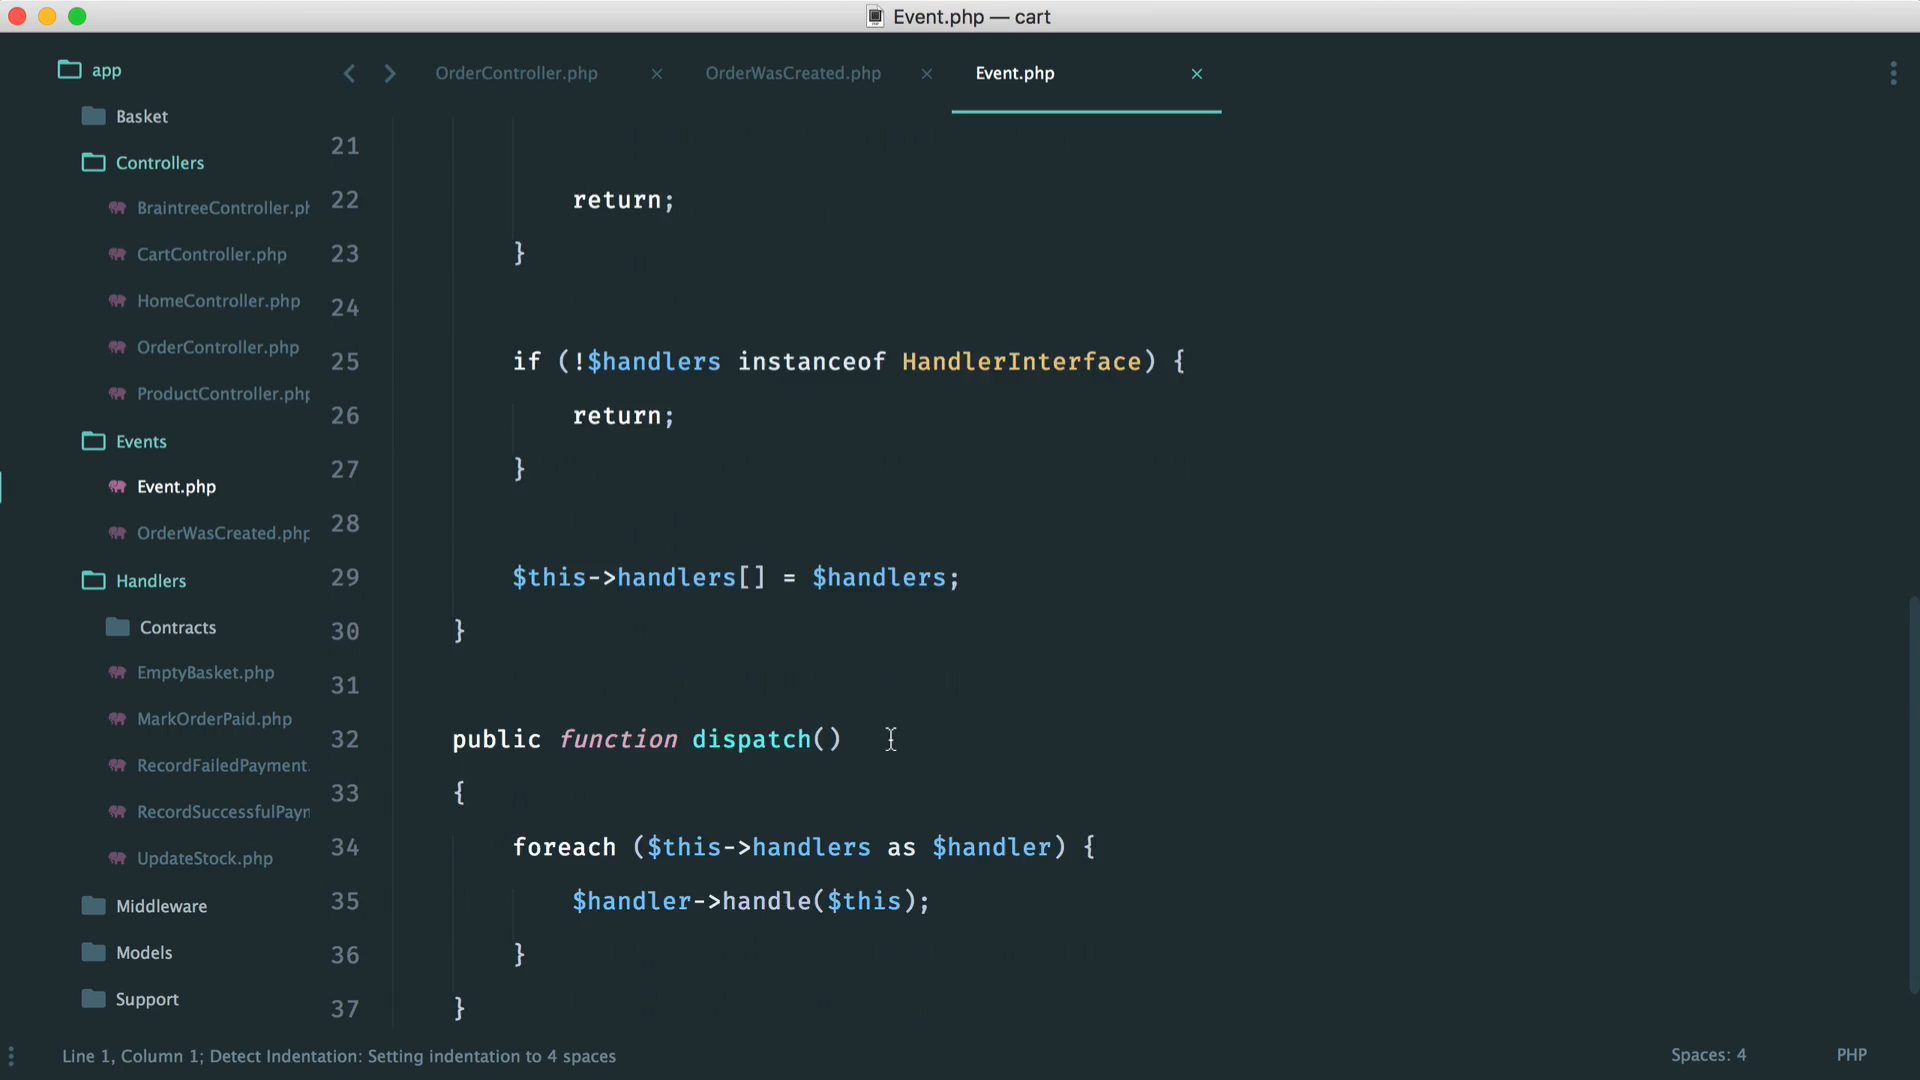 Event.php — cart
app
Basket
Controllers
BraintreeController.ph
CartController.php
HomeController.php
OrderController.php
ProductController.php
Events
Event.php
OrderWasCreated.php
Handlers
Contracts
EmptyBasket.php
MarkOrderPaid.php
RecordFailedPayment.
RecordSuccessfulPayn
UpdateStock.php
Middleware
Models
Support
OrderController.php × OrderWasCreated.php × Event.php ×
21
22 return;
23 }
24
25 if (!$handlers instanceof HandlerInterface) {
26 return;
27 }
28
29 $this->handlers[] = $handlers;
30 }
31
32 public function dispatch()
33 {
34 foreach ($this->handlers as $handler) {
35 $handler->handle($this);
36 }
37 }
Line 1, Column 1; Detect Indentation: Setting indentation to 4 spaces
Spaces: 4 PHP